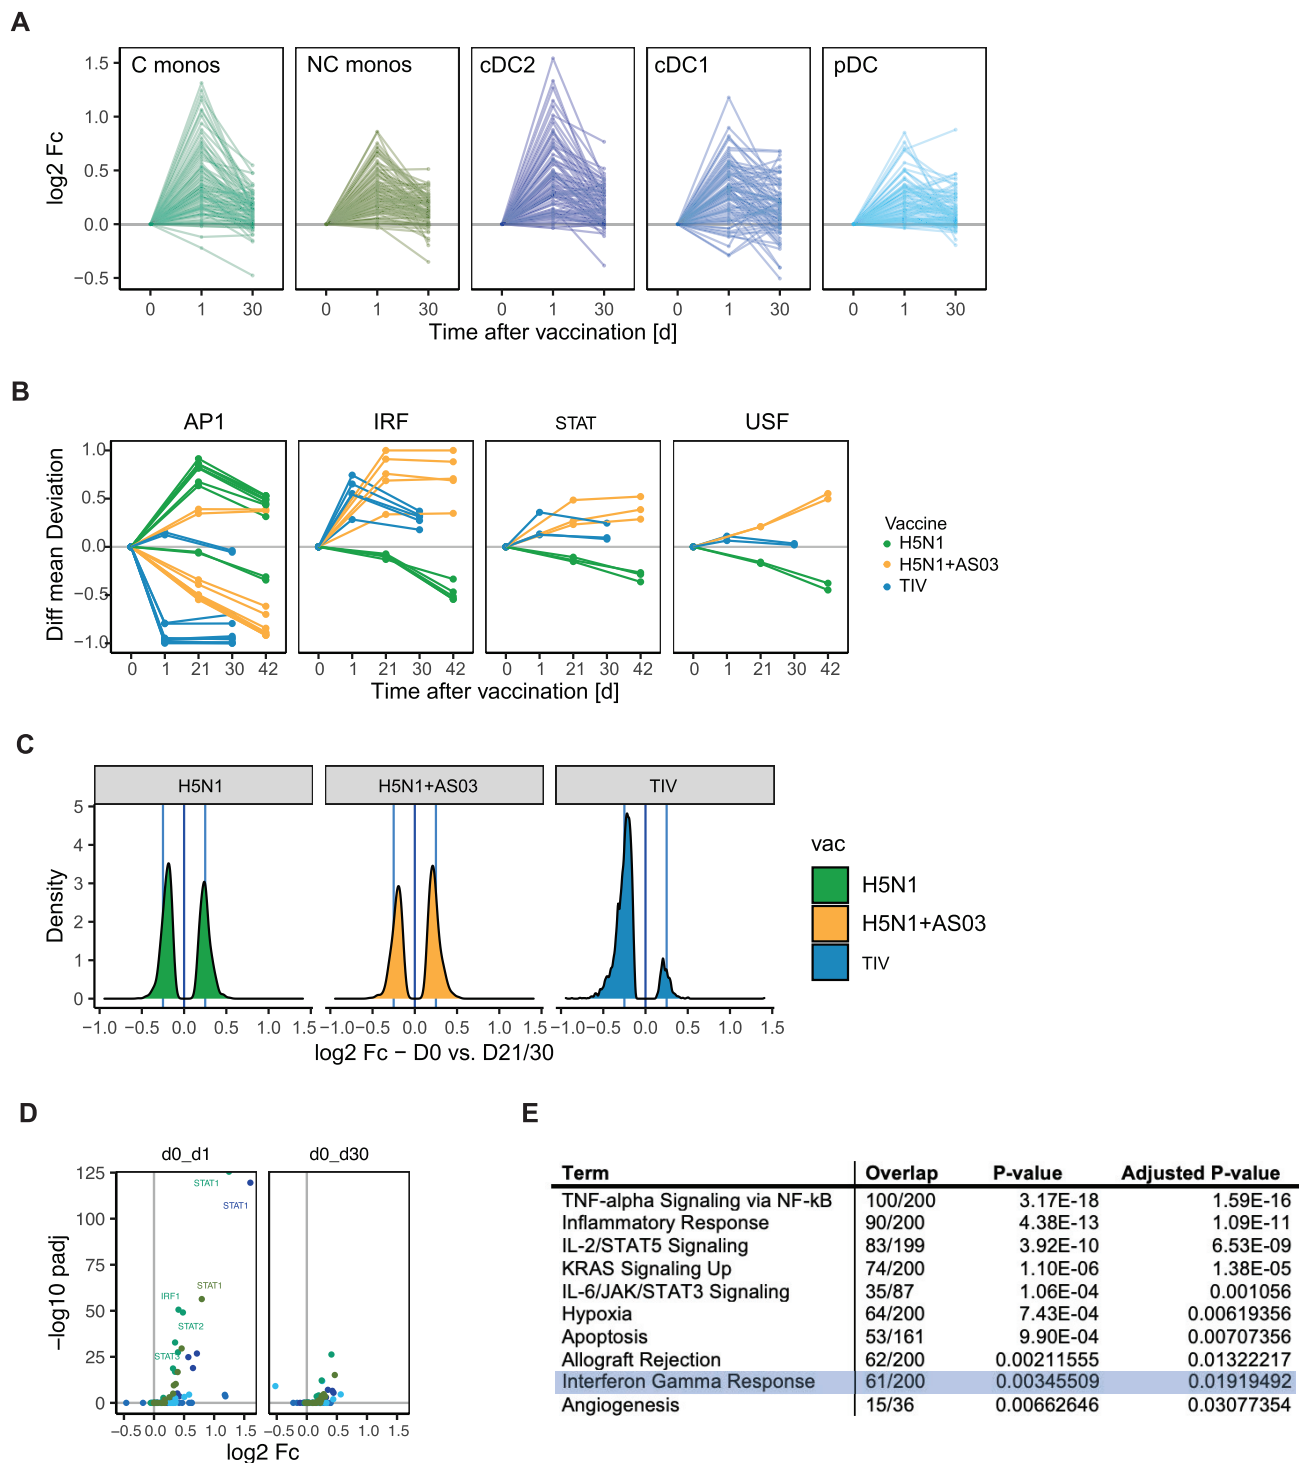 A
C monos NC monos cDC2 cDC1 pDC
1.5
1.0
0.5
0.0
−0.5
log2 Fc
0 1 30 0 1 30 0 1 30 0 1 30 0 1 30
Time after vaccination [d]
B
AP1 IRF STAT USF
1.0
0.5
0.0
−0.5
−1.0
Diff mean Deviation
0 1 21 30 42 0 1 21 30 42 0 1 21 30 42 0 1 21 30 42
Time after vaccination [d]
Vaccine
H5N1
H5N1+AS03
TIV
C
H5N1 H5N1+AS03 TIV
5
4
3
2
1
0
Density
−1.0 −0.5 0.0 0.5 1.0 1.5 −1.0 −0.5 0.0 0.5 1.0 1.5 −1.0 −0.5 0.0 0.5 1.0 1.5
log2 Fc − D0 vs. D21/30
vac
H5N1
H5N1+AS03
TIV
D
d0_d1 d0_d30
125
100
75
50
25
0
−log10 padj
STAT1
STAT1
STAT1
IRF1
STAT2
STAT3
−0.5 0.0 0.5 1.0 1.5 −0.5 0.0 0.5 1.0 1.5
log2 Fc
E
Term Overlap P-value Adjusted P-value
TNF-alpha Signaling via NF-kB 100/200 3.17E-18 1.59E-16
Inflammatory Response 90/200 4.38E-13 1.09E-11
IL-2/STAT5 Signaling 83/199 3.92E-10 6.53E-09
KRAS Signaling Up 74/200 1.10E-06 1.38E-05
IL-6/JAK/STAT3 Signaling 35/87 1.06E-04 0.001056
Hypoxia 64/200 7.43E-04 0.00619356
Apoptosis 53/161 9.90E-04 0.00707356
Allograft Rejection 62/200 0.00211555 0.01322217
Interferon Gamma Response 61/200 0.00345509 0.01919492
Angiogenesis 15/36 0.00662646 0.03077354